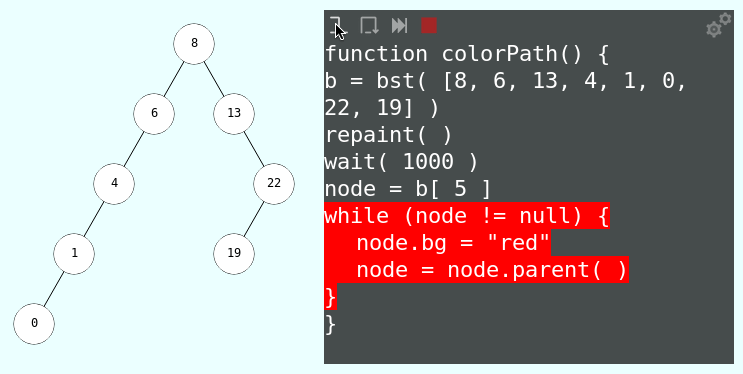 8
6
13
4
22
1
19
0
function colorPath() {
b = bst( [8, 6, 13, 4, 1, 0,
22, 19] )
repaint( )
wait( 1000 )
node = b[ 5 ]
while (node != null) {
node.bg = "red"
node = node.parent( )
}
}